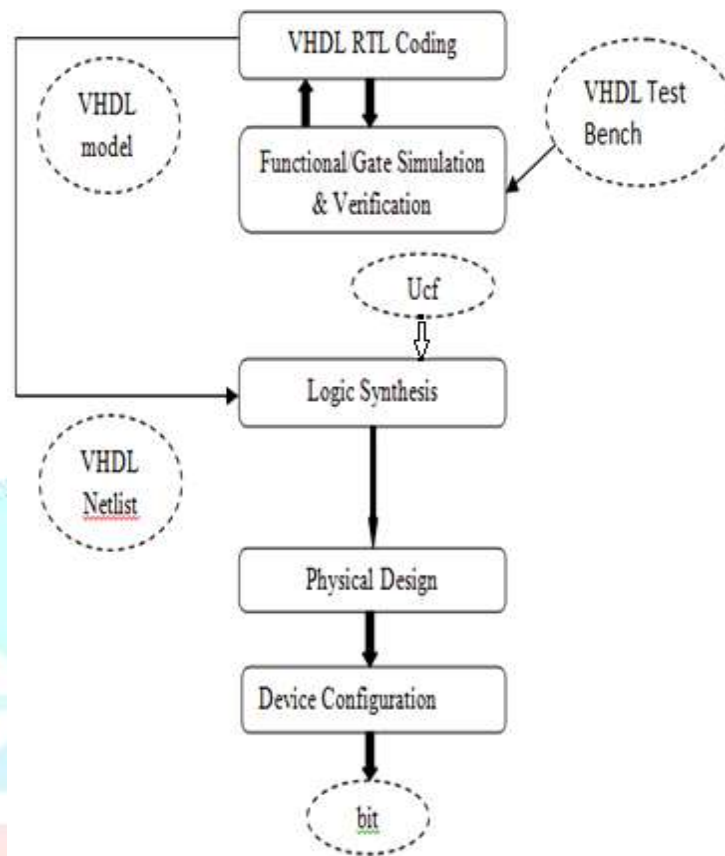 VHDL RTL Coding
VHDL
model
VHDL Test
Bench
Functional/Gate Simulation
& Verification
Ucf
Logic Synthesis
VHDL
Netlist
Physical Design
Device Configuration
bit